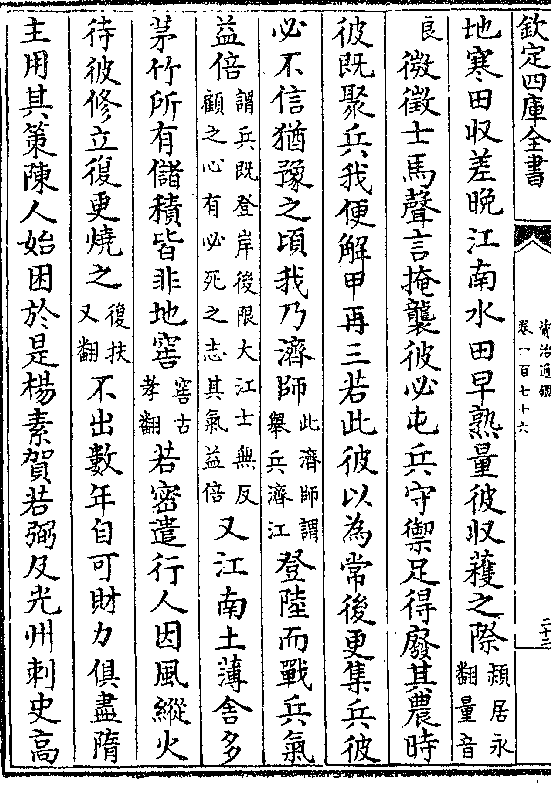 欽定四庫全書
資治通鑑
卷一百七十六
二十三
地寒田収差晚江南水田早熟量彼収穫之際熲居永翻量音
良微徵士馬聲言掩襲彼必屯兵守禦足得廢其農時
彼既聚兵我便解甲再三若此彼以為常後更集兵彼
必不信猶豫之頃我乃濟師此濟師謂舉兵濟江登陸而戰兵氣
益倍謂兵既登岸後限大江士無反顧之心有必死之志其氣益倍又江南土薄舍多
茅竹所有儲積皆非地窖窖古孝翻若密遣行人因風縱火
待彼修立復更燒之復扶又翻不出數年自可財力俱盡隋
主用其策陳人始困於是楊素賀若弼及光州刺史高